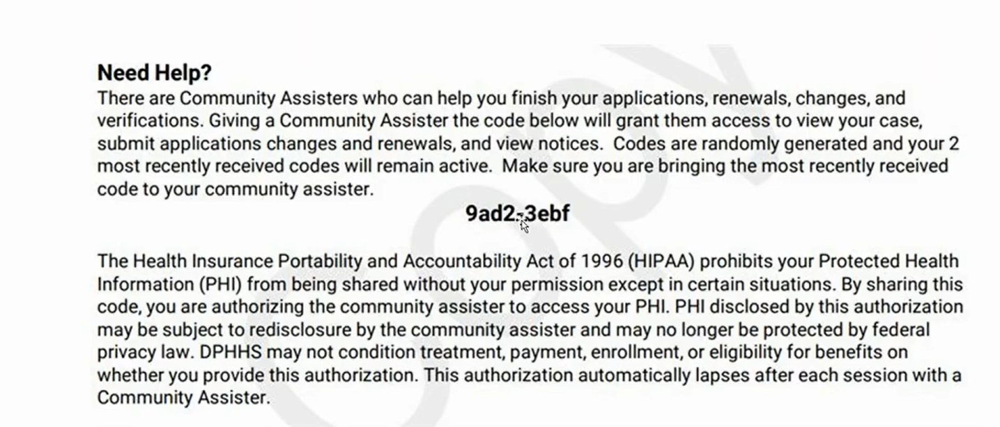 Need Help?
There are Community Assisters who can help you finish your applications, renewals, changes, and
verifications. Giving a Community Assister the code below will grant them access to view your case,
submit applications changes and renewals, and view notices.  Codes are randomly generated and your 2
most recently received codes will remain active.  Make sure you are bringing the most recently received
code to your community assister.
9ad2-3ebf
The Health Insurance Portability and Accountability Act of 1996 (HIPAA) prohibits your Protected Health
Information (PHI) from being shared without your permission except in certain situations. By sharing this
code, you are authorizing the community assister to access your PHI. PHI disclosed by this authorization
may be subject to redisclosure by the community assister and may no longer be protected by federal
privacy law. DPHHS may not condition treatment, payment, enrollment, or eligibility for benefits on
whether you provide this authorization. This authorization automatically lapses after each session with a
Community Assister.
Copy